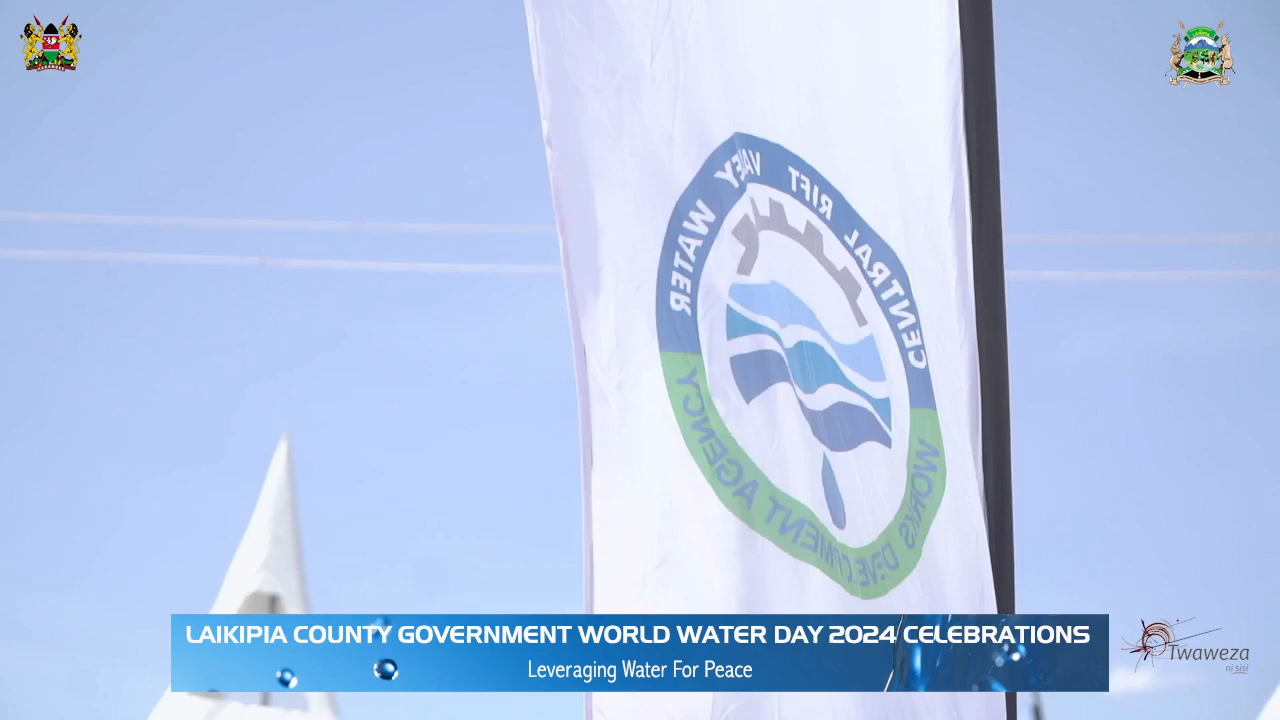 HARAMBEE
CENTRAL RIFT VALLEY WATER
WORKS DEVELOPMENT AGENCY
LAIKIPIA COUNTY GOVERNMENT WORLD WATER DAY 2024 CELEBRATIONS
Leveraging Water For Peace
Twaweza
ni sisi